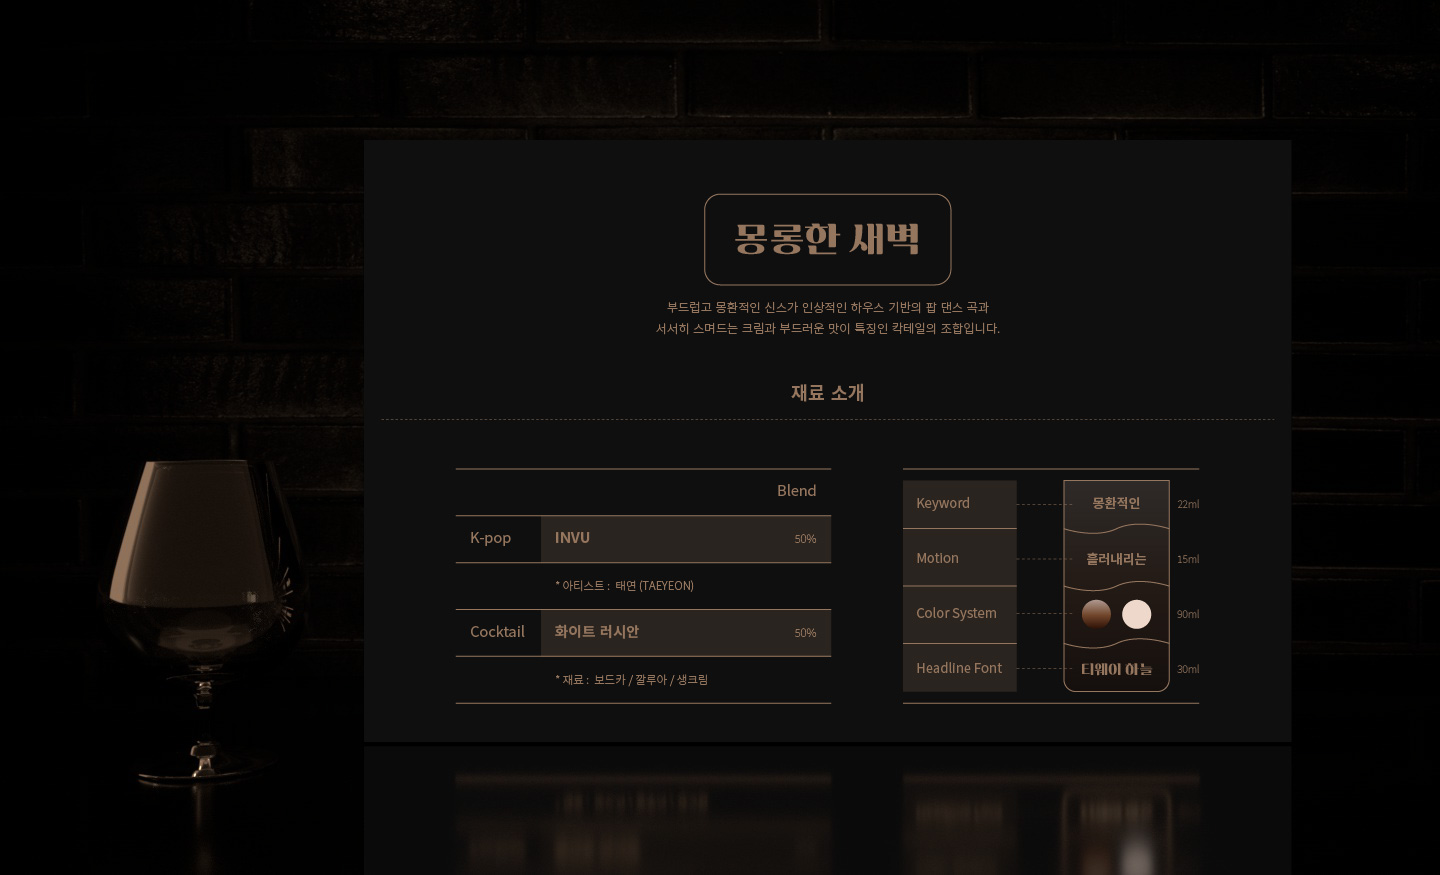 몽롱한 새벽
부드럽고 몽환적인 신스가 인상적인 하우스 기반의 팝 댄스 곡과
서서히 스며드는 크림과 부드러운 맛이 특징인 칵테일의 조합입니다.
재료 소개
Blend
K-pop INVU 50%
* 아티스트 : 태연 (TAEYEON)
Cocktail 화이트 러시안 50%
* 재료 : 보드카 / 깔루아 / 생크림
Keyword 몽환적인 22ml
Motion 흘러내리는 15ml
Color System 90ml
Headline Font 티웨이 하늘 30ml